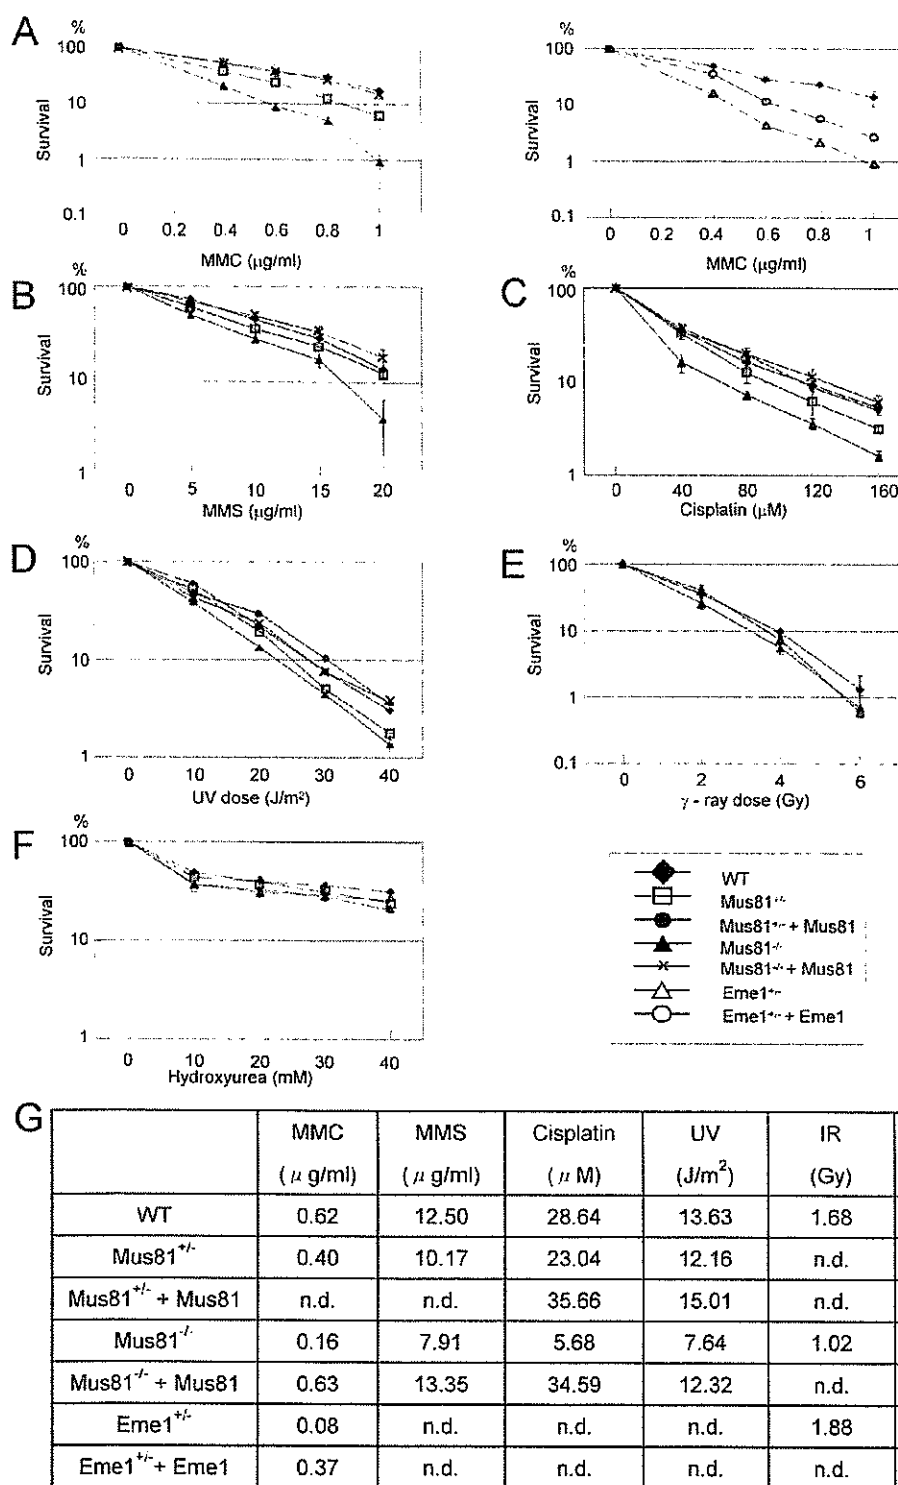 A
%
100
10
1
0.1
Survival
0 0.2 0.4 0.6 0.8 1
MMC (μg/ml)
%
100
10
1
0.1
Survival
0 0.2 0.4 0.6 0.8 1
MMC (μg/ml)
B
%
100
10
1
Survival
0 5 10 15 20
MMS (μg/ml)
C
%
100
10
1
Survival
0 40 80 120 160
Cisplatin (μM)
D
%
100
10
1
Survival
0 10 20 30 40
UV dose (J/m²)
E
%
100
10
1
0.1
Survival
0 2 4 6
γ - ray dose (Gy)
F
%
100
10
1
Survival
0 10 20 30 40
Hydroxyurea (mM)
WT
Mus81+/-
Mus81+/- + Mus81
Mus81-/-
Mus81-/- + Mus81
Eme1+/-
Eme1+/- + Eme1
G
MMC MMS Cisplatin UV IR
(μ g/ml) (μ g/ml) (μ M) (J/m²) (Gy)
WT 0.62 12.50 28.64 13.63 1.68
Mus81+/- 0.40 10.17 23.04 12.16 n.d.
Mus81+/- + Mus81 n.d. n.d. 35.66 15.01 n.d.
Mus81-/- 0.16 7.91 5.68 7.64 1.02
Mus81-/- + Mus81 0.63 13.35 34.59 12.32 n.d.
Eme1+/- 0.08 n.d. n.d. n.d. 1.88
Eme1+/- + Eme1 0.37 n.d. n.d. n.d. n.d.